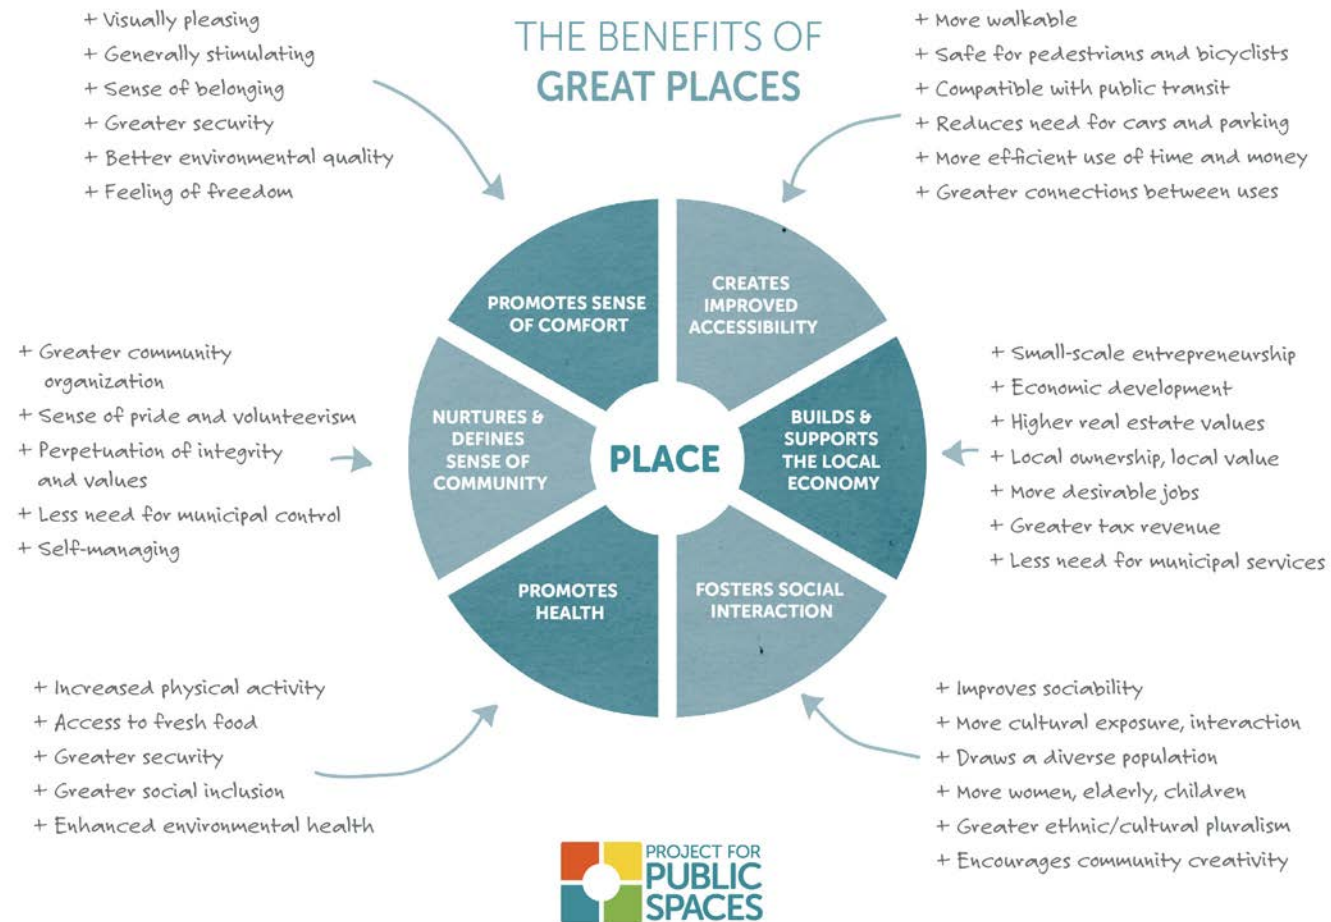 THE BENEFITS OF
GREAT PLACES
+ Visually pleasing
+ Generally stimulating
+ Sense of belonging
+ Greater security
+ Better environmental quality
+ Feeling of freedom
+ More walkable
+ Safe for pedestrians and bicyclists
+ Compatible with public transit
+ Reduces need for cars and parking
+ More efficient use of time and money
+ Greater connections between uses
PROMOTES SENSE
OF COMFORT
CREATES
IMPROVED
ACCESSIBILITY
+ Greater community
organization
+ Sense of pride and volunteerism
+ Perpetuation of integrity
and values
+ Less need for municipal control
+ Self-managing
NURTURES &
DEFINES
SENSE OF
COMMUNITY
PLACE
BUILDS &
SUPPORTS
THE LOCAL
ECONOMY
+ Small-scale entrepreneurship
+ Economic development
+ Higher real estate values
+ Local ownership, local value
+ More desirable jobs
+ Greater tax revenue
+ Less need for municipal services
PROMOTES
HEALTH
FOSTERS SOCIAL
INTERACTION
+ Increased physical activity
+ Access to fresh food
+ Greater security
+ Greater social inclusion
+ Enhanced environmental health
+ Improves sociability
+ More cultural exposure, interaction
+ Draws a diverse population
+ More women, elderly, children
+ Greater ethnic/cultural pluralism
+ Encourages community creativity
PROJECT FOR
PUBLIC
SPACES